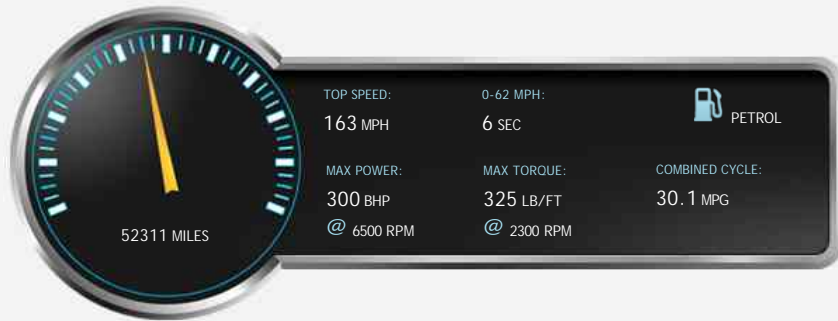 TOP SPEED:
163 MPH
0-62 MPH:
6 SEC
PETROL
MAX POWER:
300 BHP
@ 6500 RPM
MAX TORQUE:
325 LB/FT
@ 2300 RPM
COMBINED CYCLE:
30.1 MPG
52311 MILES